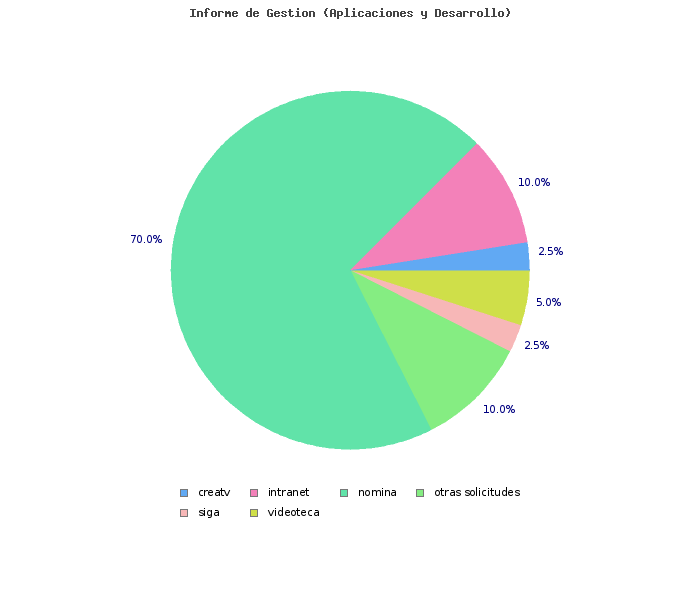 Informe de Gestion (Aplicaciones y Desarrollo)
10.0%
70.0%
2.5%
5.0%
2.5%
10.0%
creatv intranet nomina otras solicitudes
siga videoteca